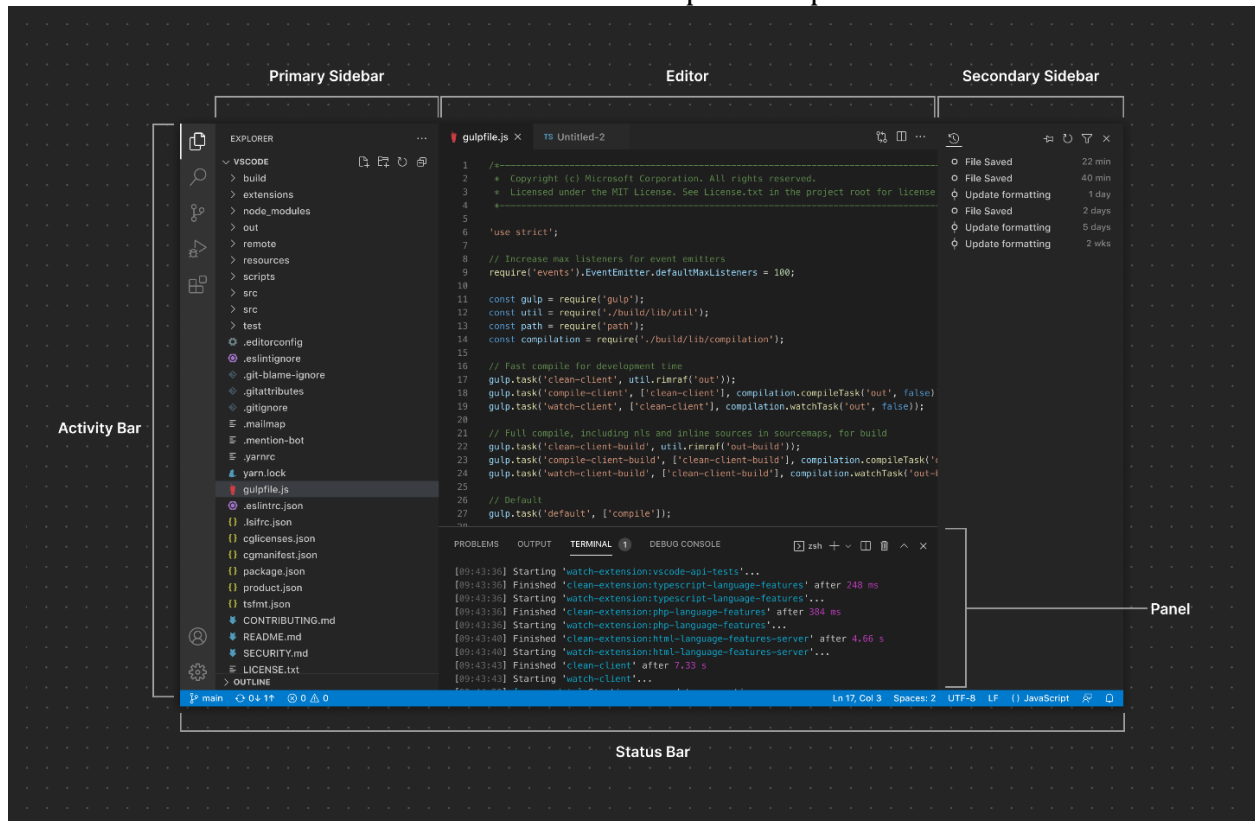 Primary Sidebar
Editor
Secondary Sidebar
Activity Bar
EXPLORER
VSCODE
build
extensions
node_modules
out
remote
resources
scripts
src
src
test
.editorconfig
.eslintignore
.git-blame-ignore
.gitattributes
.gitignore
.mailmap
.mention-bot
.yarnrc
yarn.lock
gulpfile.js
.eslintrc.json
.lsifrc.json
cglicenses.json
cgmanifest.json
package.json
product.json
tsfmt.json
CONTRIBUTING.md
README.md
SECURITY.md
LICENSE.txt
OUTLINE
gulpfile.js × TS Untitled-2
1 /*
2 * Copyright (c) Microsoft Corporation. All rights reserved.
3 * Licensed under the MIT License. See License.txt in the project root for license
4 *
5
6 'use strict';
7
8 // Increase max listeners for event emitters
9 require('events').EventEmitter.defaultMaxListeners = 100;
10
11 const gulp = require('gulp');
12 const util = require('./build/lib/util');
13 const path = require('path');
14 const compilation = require('./build/lib/compilation');
15
16 // Fast compile for development time
17 gulp.task('clean-client', util.rimraf('out'));
18 gulp.task('compile-client', ['clean-client'], compilation.compileTask('out', false)
19 gulp.task('watch-client', ['clean-client'], compilation.watchTask('out', false));
20
21 // Full compile, including nls and inline sources in sourcemaps, for build
22 gulp.task('clean-client-build', util.rimraf('out-build'));
23 gulp.task('compile-client-build', ['clean-client-build'], compilation.compileTask('
24 gulp.task('watch-client-build', ['clean-client-build'], compilation.watchTask('out-
25
26 // Default
27 gulp.task('default', ['compile']);
PROBLEMS OUTPUT TERMINAL 1 DEBUG CONSOLE zsh
[09:43:36] Starting 'watch-extension:vscode-api-tests'...
[09:43:36] Finished 'clean-extension:typescript-language-features' after 248 ms
[09:43:36] Starting 'watch-extension:typescript-language-features'...
[09:43:36] Finished 'clean-extension:php-language-features' after 384 ms
[09:43:36] Starting 'watch-extension:php-language-features'...
[09:43:40] Finished 'clean-extension:html-language-features-server' after 4.66 s
[09:43:40] Starting 'watch-extension:html-language-features-server'...
[09:43:43] Finished 'clean-client' after 7.33 s
[09:43:43] Starting 'watch-client'...
File Saved 22 min
File Saved 40 min
Update formatting 1 day
File Saved 2 days
Update formatting 5 days
Update formatting 2 wks
Panel
main 0↓ 1↑ 0 0 Ln 17, Col 3 Spaces: 2 UTF-8 LF {} JavaScript
Status Bar